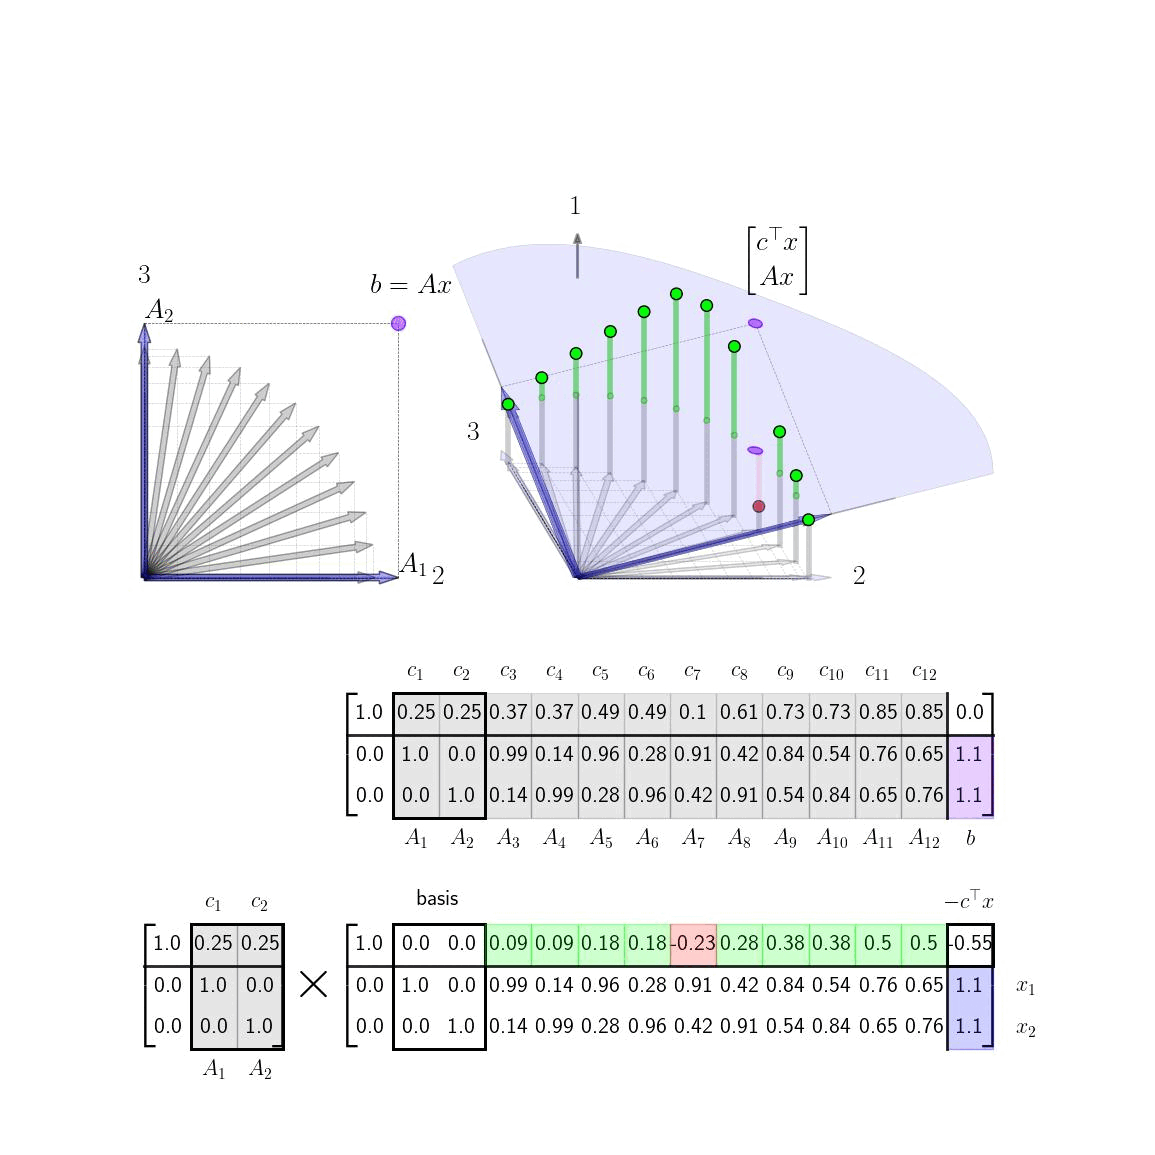 1
c⊤x
Ax
3
b = Ax
A2
3
A1 2
2
c1 c2 c3 c4 c5 c6 c7 c8 c9 c10 c11 c12
1.0 0.25 0.25 0.37 0.37 0.49 0.49 0.1 0.61 0.73 0.73 0.85 0.85 0.0
0.0 1.0 0.0 0.99 0.14 0.96 0.28 0.91 0.42 0.84 0.54 0.76 0.65 1.1
0.0 0.0 1.0 0.14 0.99 0.28 0.96 0.42 0.91 0.54 0.84 0.65 0.76 1.1
A1 A2 A3 A4 A5 A6 A7 A8 A9 A10 A11 A12 b
basis −c⊤x
c1 c2
1.0 0.25 0.25 1.0 0.0 0.0 0.09 0.09 0.18 0.18 -0.23 0.28 0.38 0.38 0.5 0.5 -0.55
0.0 1.0 0.0 × 0.0 1.0 0.0 0.99 0.14 0.96 0.28 0.91 0.42 0.84 0.54 0.76 0.65 1.1 x1
0.0 0.0 1.0 0.0 0.0 1.0 0.14 0.99 0.28 0.96 0.42 0.91 0.54 0.84 0.65 0.76 1.1 x2
A1 A2